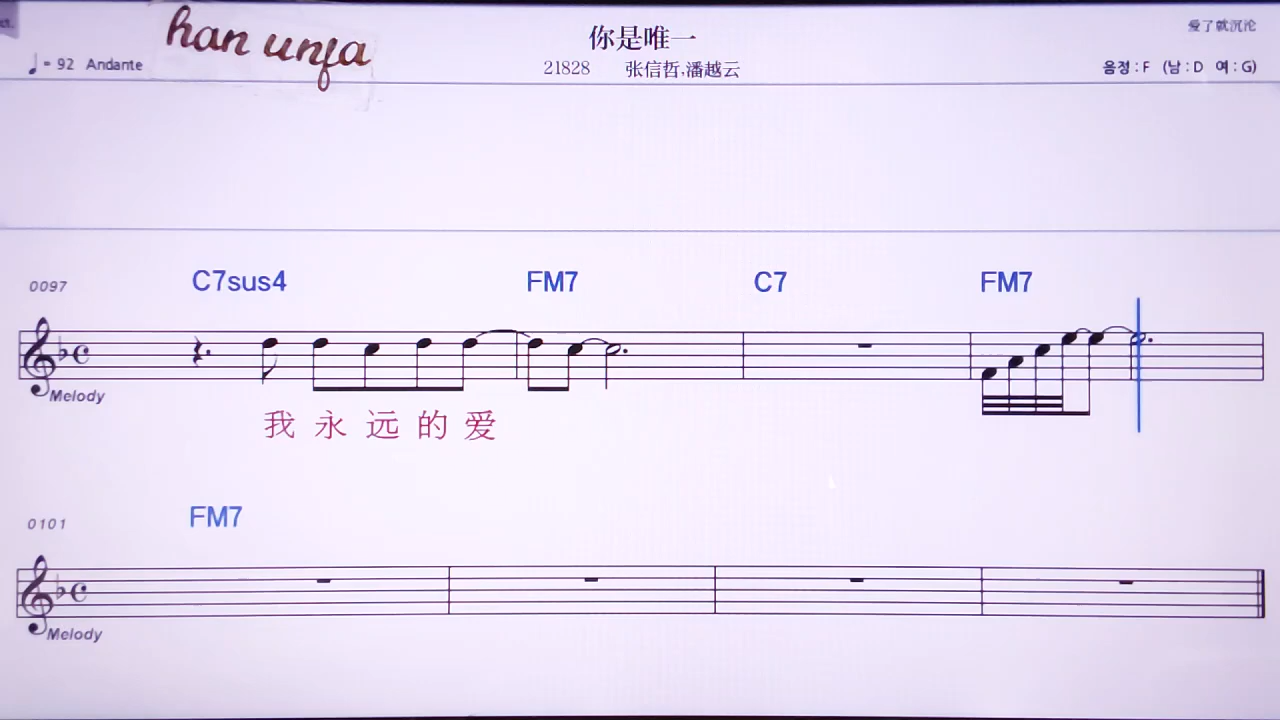 han unfa
你是唯一
爱了就沉沦
♩= 92 Andante
21828 张信哲,潘越云
음정 : F (남 : D 여 : G)
0097 C7sus4 FM7 C7 FM7
Melody
我永远的爱
0101 FM7
Melody